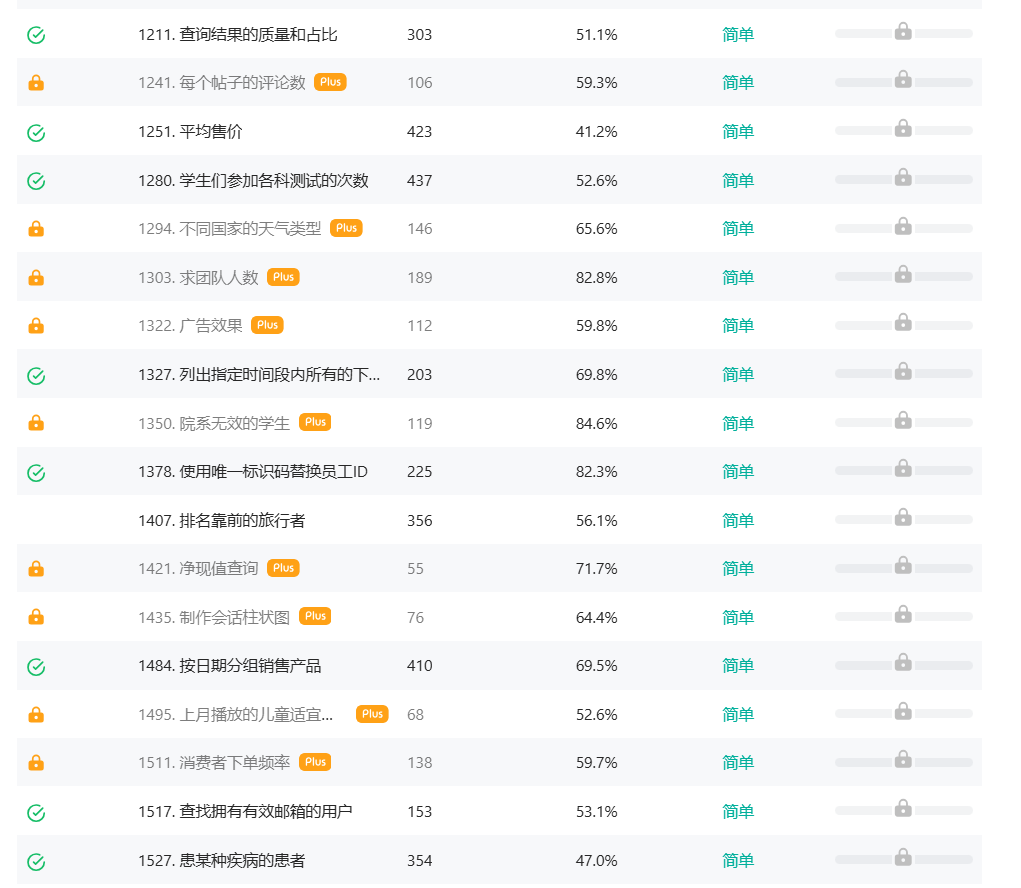 1211. 查询结果的质量和占比 303 51.1% 简单
1241. 每个帖子的评论数 Plus 106 59.3% 简单
1251. 平均售价 423 41.2% 简单
1280. 学生们参加各科测试的次数 437 52.6% 简单
1294. 不同国家的天气类型 Plus 146 65.6% 简单
1303. 求团队人数 Plus 189 82.8% 简单
1322. 广告效果 Plus 112 59.8% 简单
1327. 列出指定时间段内所有的下... 203 69.8% 简单
1350. 院系无效的学生 Plus 119 84.6% 简单
1378. 使用唯一标识码替换员工ID 225 82.3% 简单
1407. 排名靠前的旅行者 356 56.1% 简单
1421. 净现值查询 Plus 55 71.7% 简单
1435. 制作会话柱状图 Plus 76 64.4% 简单
1484. 按日期分组销售产品 410 69.5% 简单
1495. 上月播放的儿童适宜... Plus 68 52.6% 简单
1511. 消费者下单频率 Plus 138 59.7% 简单
1517. 查找拥有有效邮箱的用户 153 53.1% 简单
1527. 患某种疾病的患者 354 47.0% 简单